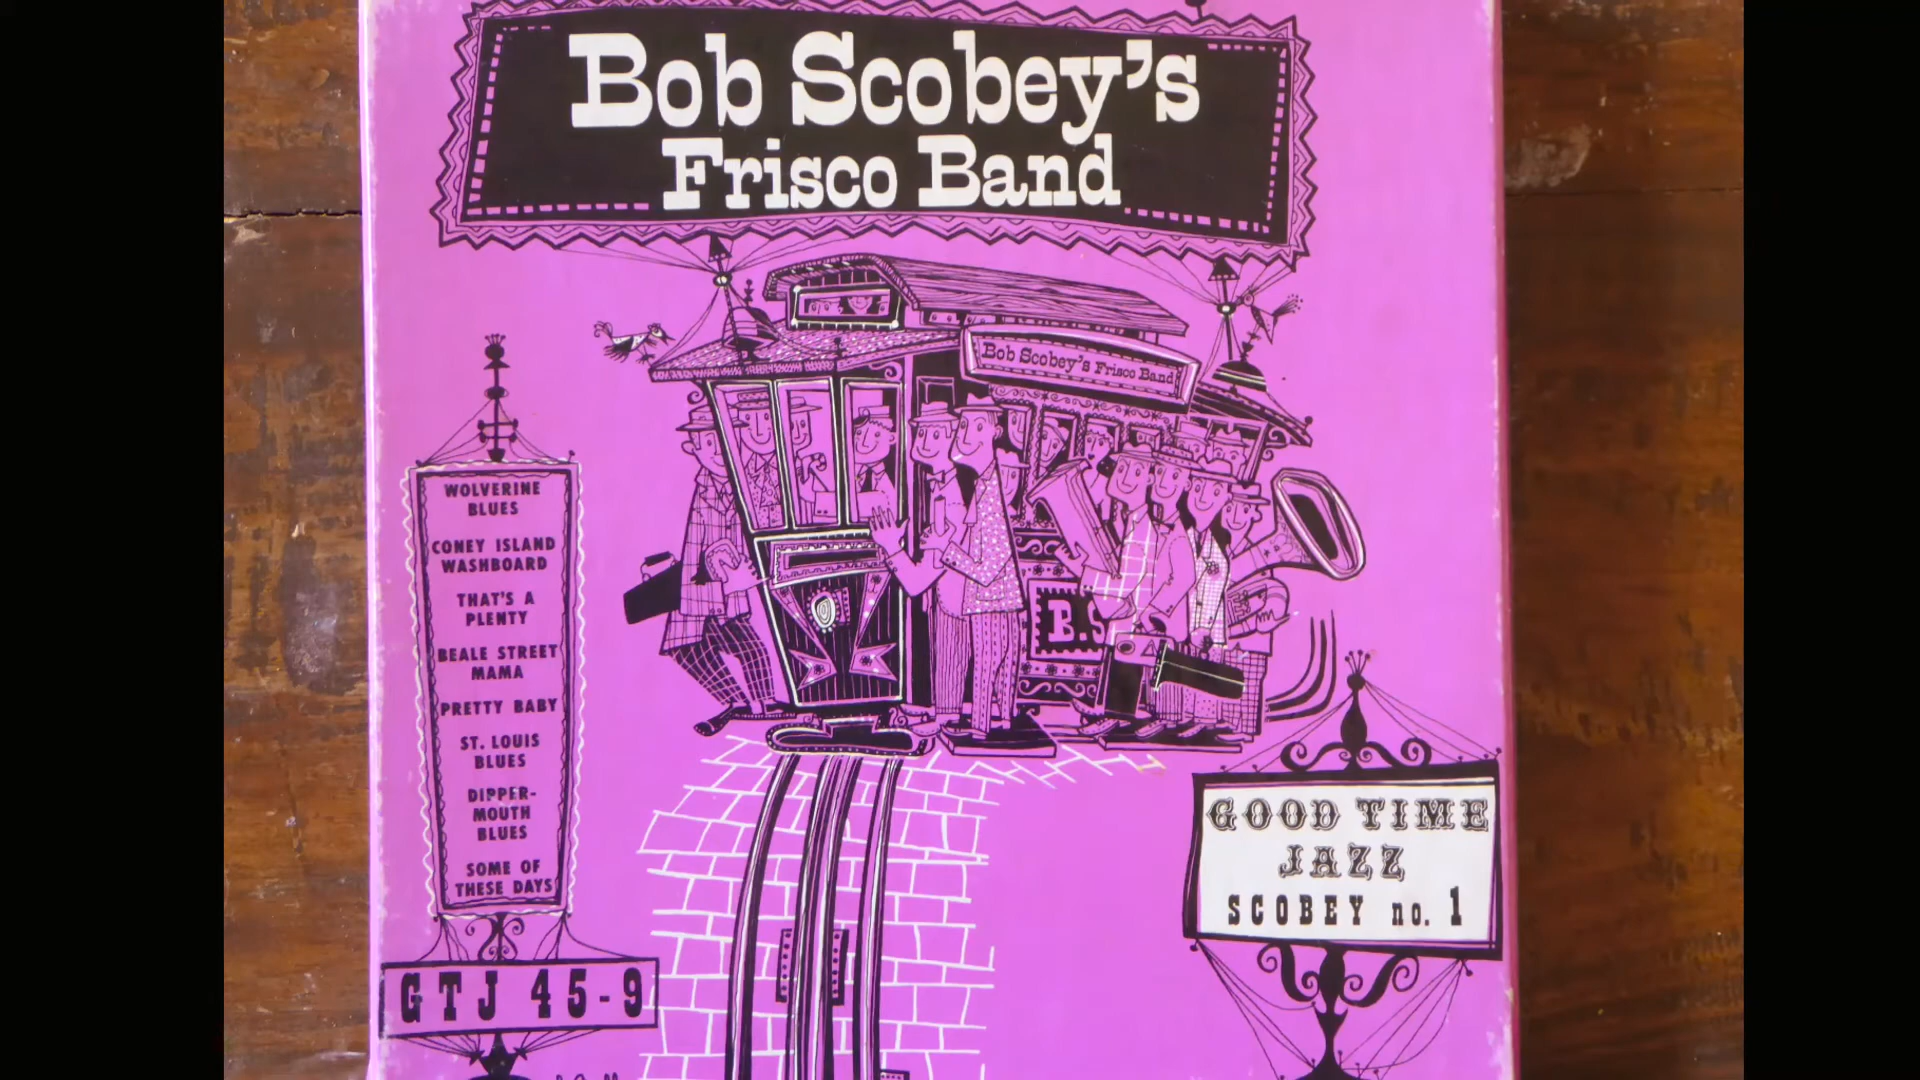 Bob Scobey's
Frisco Band
Bob Scobey's Frisco Band
WOLVERINE
BLUES
CONEY ISLAND
WASHBOARD
THAT'S A
PLENTY
BEALE STREET
MAMA
PRETTY BABY
ST. LOUIS
BLUES
DIPPER-
MOUTH
BLUES
SOME OF
THESE DAYS
GTJ 45-9
B.S
GOOD TIME
JAZZ
SCOBEY no. 1